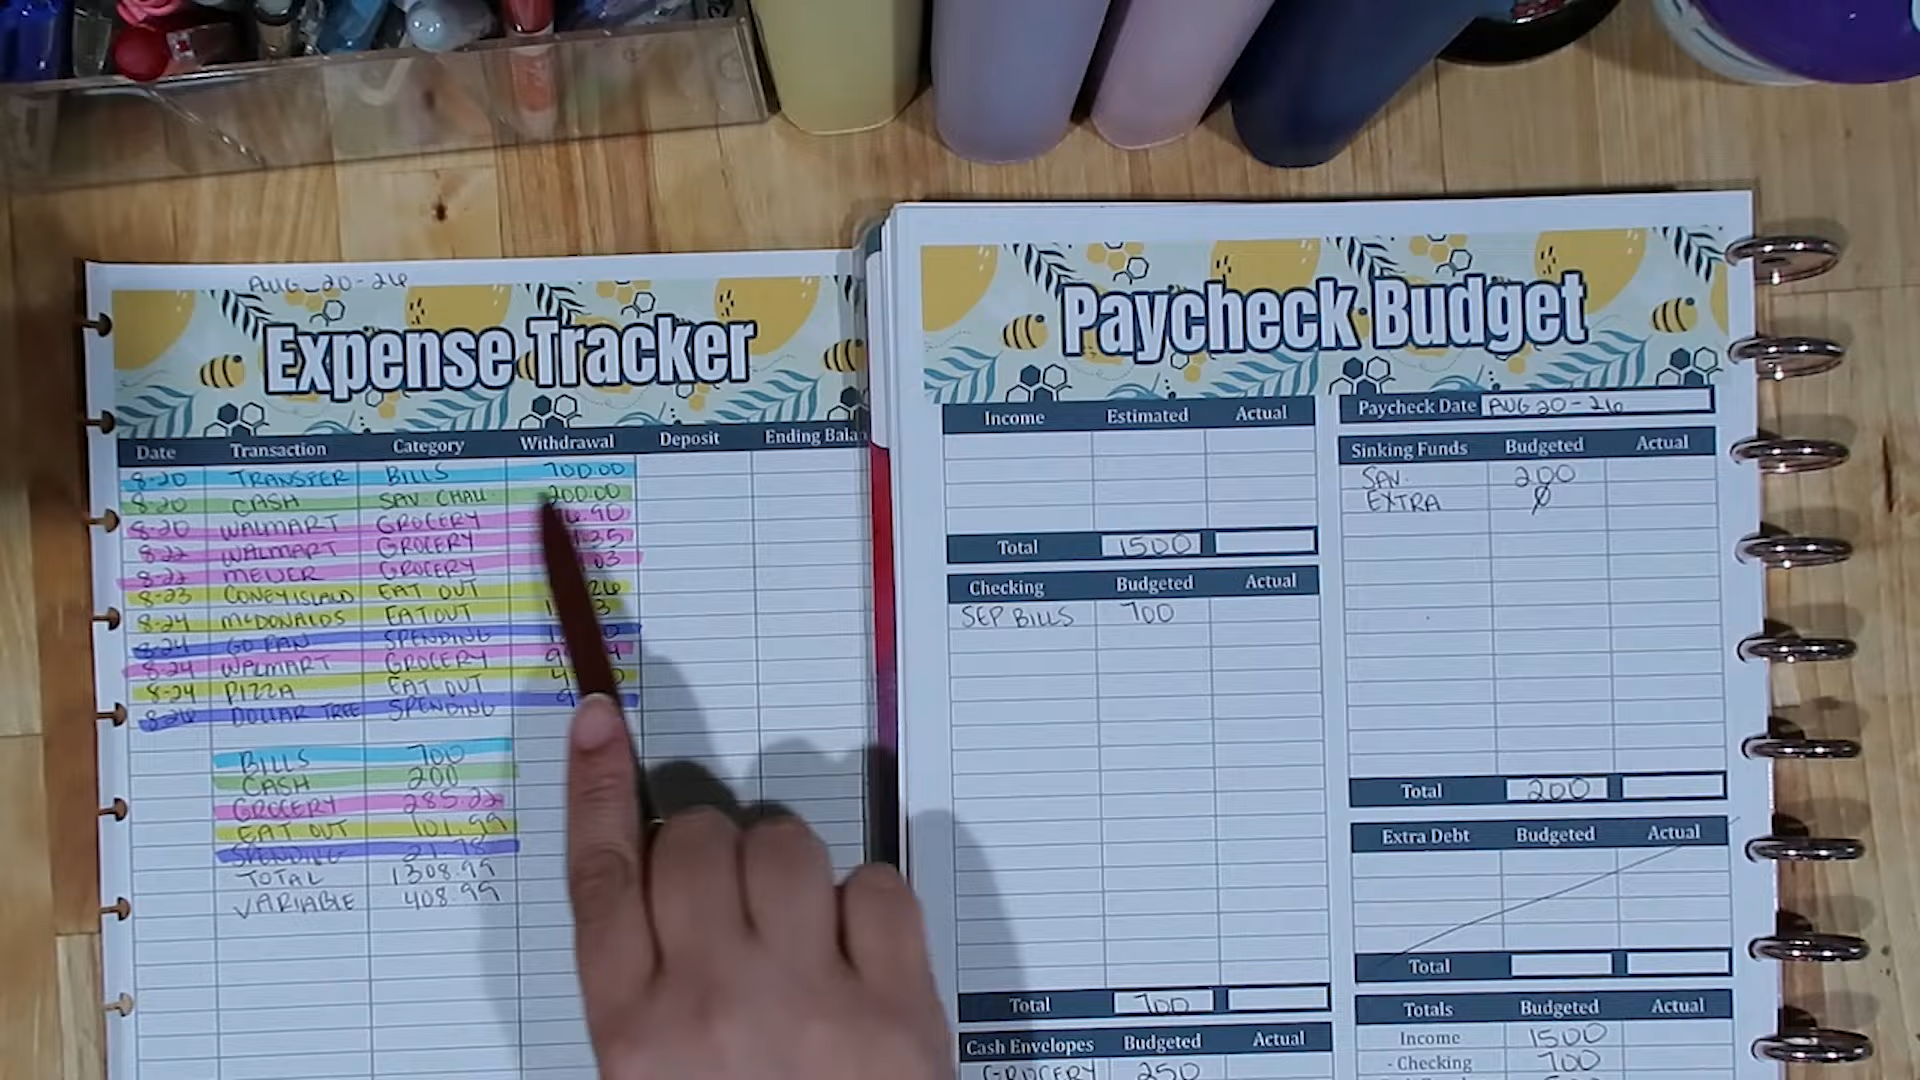 AUG 20-26
Expense Tracker
Date Transaction Category Withdrawal Deposit Ending Balan
8-20 TRANSFER BILLS 700.00
8-20 CASH SAV. CHALL. 200.00
8-20 WALMART GROCERY
8-22 WALMART GROCERY
8-22 MEIJER GROCERY
8-23 CONEY ISLAND EAT OUT
8-24 McDONALDS EAT OUT
8-24 GO FAN SPENDING
8-24 WALMART GROCERY
8-24 PIZZA EAT OUT
8-26 DOLLAR TREE SPENDING
BILLS 700
CASH 200
GROCERY 285.22
EAT OUT 101.99
SPENDING 21.78
TOTAL 1308.99
VARIABLE 408.99
Paycheck Budget
Income Estimated Actual
Total 1500
Checking Budgeted Actual
SEP BILLS 700
Total 700
Cash Envelopes Budgeted Actual
GROCERY 250
Paycheck Date AUG 20-26
Sinking Funds Budgeted Actual
SAV. 200
EXTRA Ø
Total 200
Extra Debt Budgeted Actual
Total
Totals Budgeted Actual
Income 1500
- Checking 700